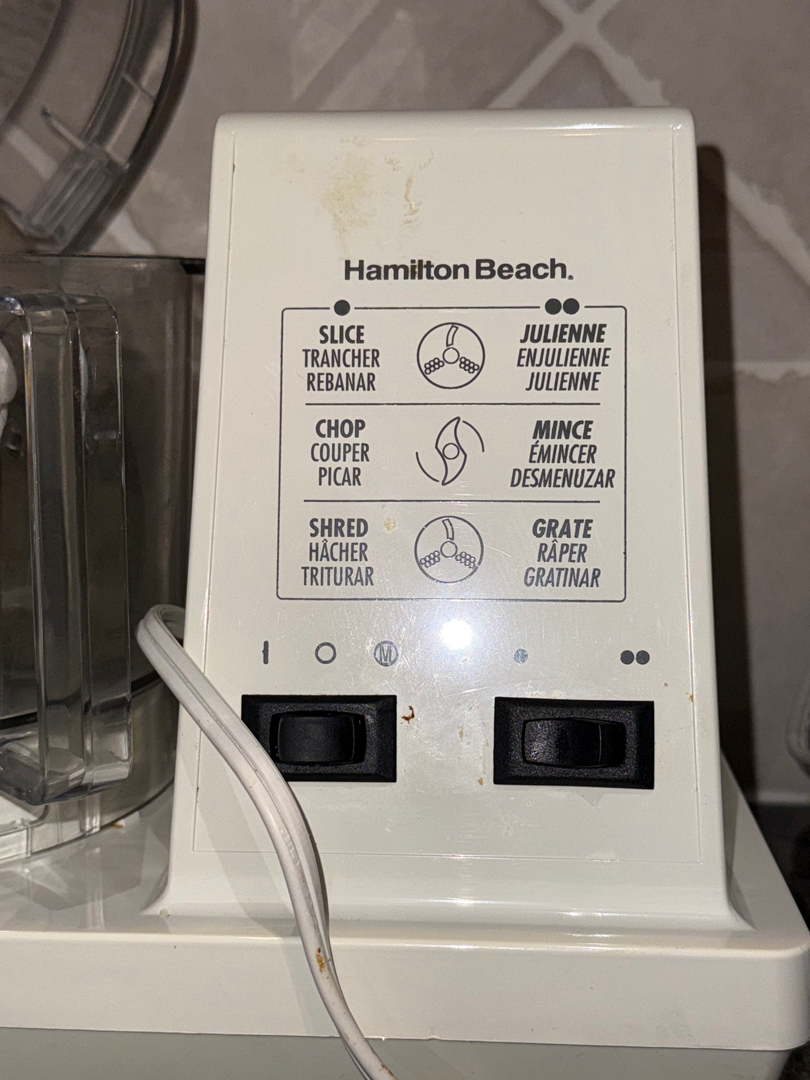 Hamilton Beach.
SLICE
TRANCHER
REBANAR
JULIENNE
ENJULIENNE
JULIENNE
CHOP
COUPER
PICAR
MINCE
ÉMINCER
DESMENUZAR
SHRED
HÂCHER
TRITURAR
GRATE
RÂPER
GRATINAR
I O M